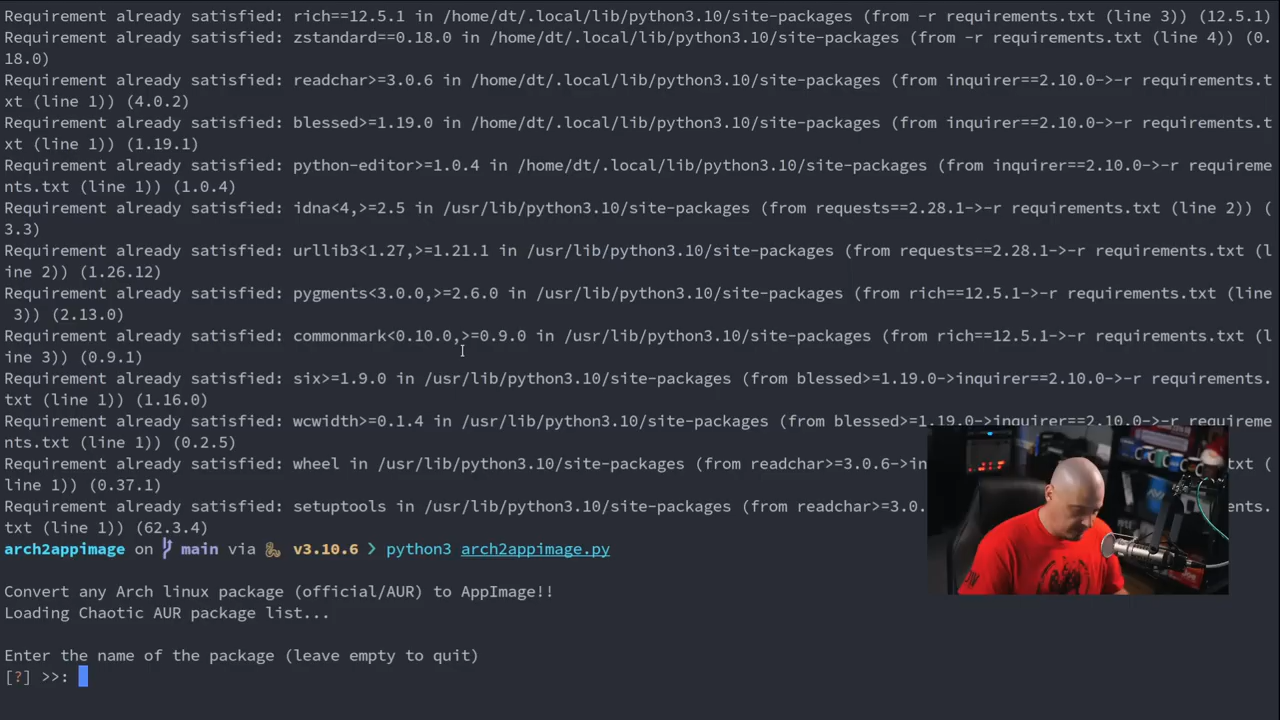 Requirement already satisfied: rich==12.5.1 in /home/dt/.local/lib/python3.10/site-packages (from -r requirements.txt (line 3)) (12.5.1)
Requirement already satisfied: zstandard==0.18.0 in /home/dt/.local/lib/python3.10/site-packages (from -r requirements.txt (line 4)) (0.
18.0)
Requirement already satisfied: readchar>=3.0.6 in /home/dt/.local/lib/python3.10/site-packages (from inquirer==2.10.0->-r requirements.t
xt (line 1)) (4.0.2)
Requirement already satisfied: blessed>=1.19.0 in /home/dt/.local/lib/python3.10/site-packages (from inquirer==2.10.0->-r requirements.t
xt (line 1)) (1.19.1)
Requirement already satisfied: python-editor>=1.0.4 in /home/dt/.local/lib/python3.10/site-packages (from inquirer==2.10.0->-r requireme
nts.txt (line 1)) (1.0.4)
Requirement already satisfied: idna<4,>=2.5 in /usr/lib/python3.10/site-packages (from requests==2.28.1->-r requirements.txt (line 2)) (
3.3)
Requirement already satisfied: urllib3<1.27,>=1.21.1 in /usr/lib/python3.10/site-packages (from requests==2.28.1->-r requirements.txt (l
ine 2)) (1.26.12)
Requirement already satisfied: pygments<3.0.0,>=2.6.0 in /usr/lib/python3.10/site-packages (from rich==12.5.1->-r requirements.txt (line
 3)) (2.13.0)
Requirement already satisfied: commonmark<0.10.0,>=0.9.0 in /usr/lib/python3.10/site-packages (from rich==12.5.1->-r requirements.txt (l
ine 3)) (0.9.1)
Requirement already satisfied: six>=1.9.0 in /usr/lib/python3.10/site-packages (from blessed>=1.19.0->inquirer==2.10.0->-r requirements.
txt (line 1)) (1.16.0)
Requirement already satisfied: wcwidth>=0.1.4 in /usr/lib/python3.10/site-packages (from blessed>=1.19.0->inquirer==2.10.0->-r requireme
nts.txt (line 1)) (0.2.5)
Requirement already satisfied: wheel in /usr/lib/python3.10/site-packages (from readchar>=3.0.6->in txt (
line 1)) (0.37.1)
Requirement already satisfied: setuptools in /usr/lib/python3.10/site-packages (from readchar>=3.0. ements.
txt (line 1)) (62.3.4)
arch2appimage on main via v3.10.6 > python3 arch2appimage.py
Convert any Arch linux package (official/AUR) to AppImage!!
Loading Chaotic AUR package list...
Enter the name of the package (leave empty to quit)
[?] >>: